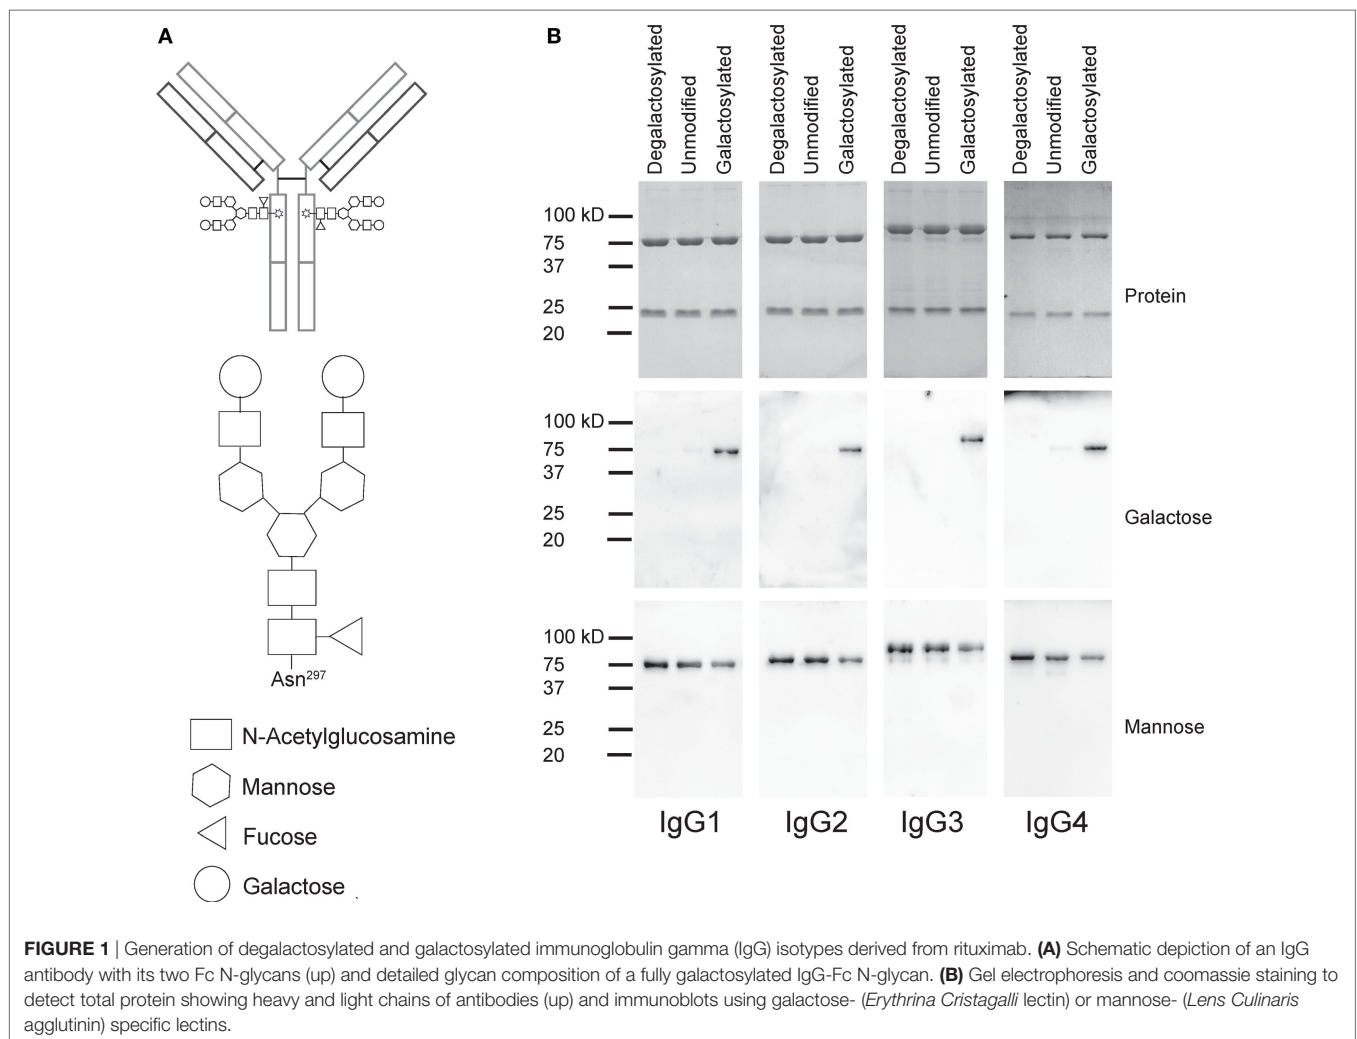 A
Asn297
N-Acetylglucosamine
Mannose
Fucose
Galactose
B
Degalactosylated
Unmodified
Galactosylated
Degalactosylated
Unmodified
Galactosylated
Degalactosylated
Unmodified
Galactosylated
Degalactosylated
Unmodified
Galactosylated
100 kD
75
37
25
20
Protein
100 kD
75
37
25
20
Galactose
100 kD
75
37
25
20
Mannose
IgG1 IgG2 IgG3 IgG4
FIGURE 1 | Generation of degalactosylated and galactosylated immunoglobulin gamma (IgG) isotypes derived from rituximab. (A) Schematic depiction of an IgG
antibody with its two Fc N-glycans (up) and detailed glycan composition of a fully galactosylated IgG-Fc N-glycan. (B) Gel electrophoresis and coomassie staining to
detect total protein showing heavy and light chains of antibodies (up) and immunoblots using galactose- (Erythrina Cristagalli lectin) or mannose- (Lens Culinaris
agglutinin) specific lectins.